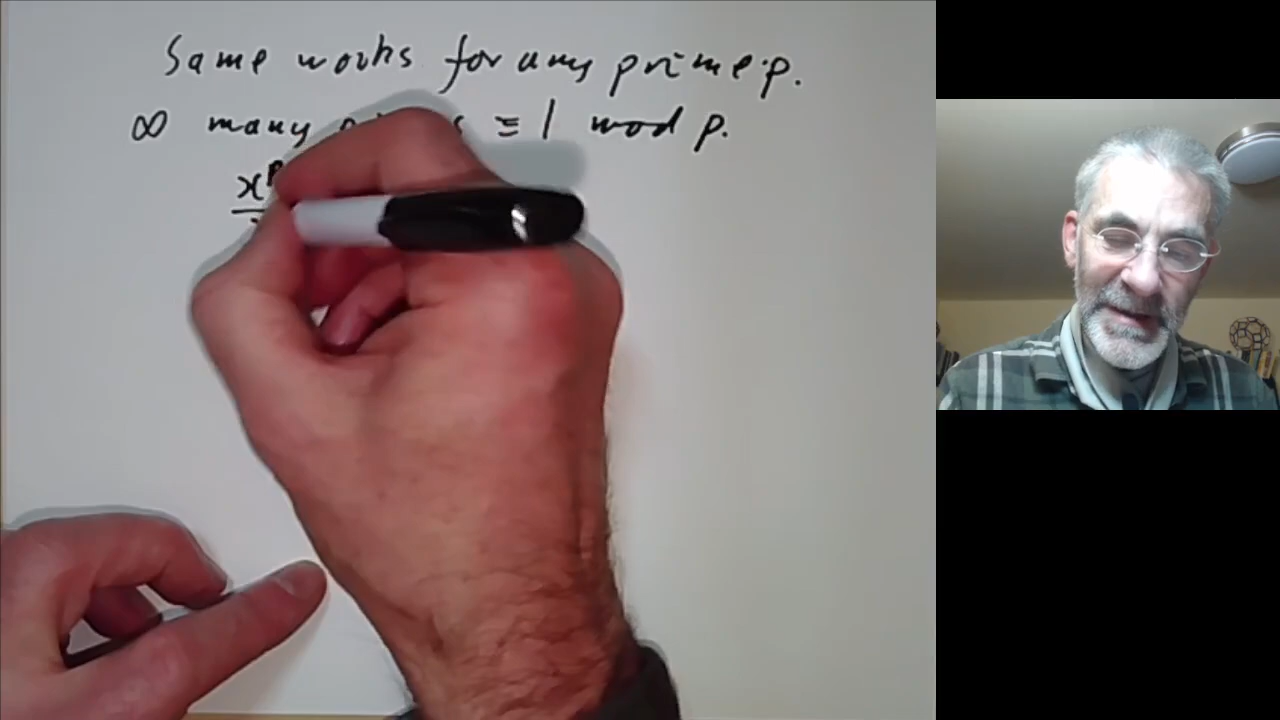 Same works for any prime p.
∞ many ≡ 1 mod p.
x^p